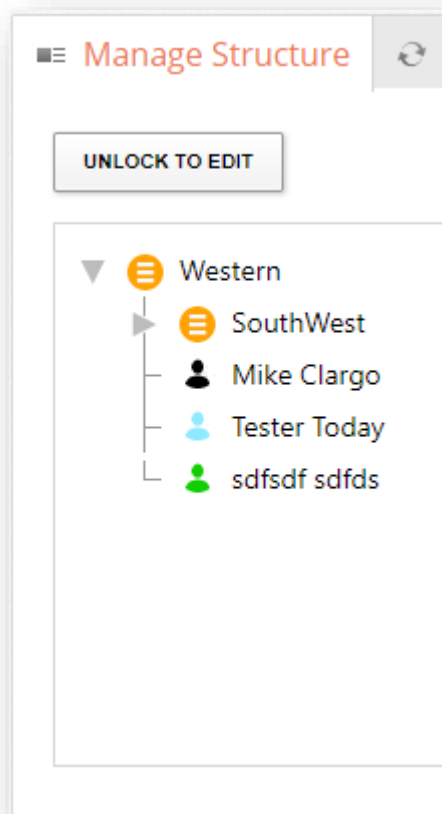 Manage Structure
UNLOCK TO EDIT
Western
SouthWest
Mike Clargo
Tester Today
sdfsdf sdfds